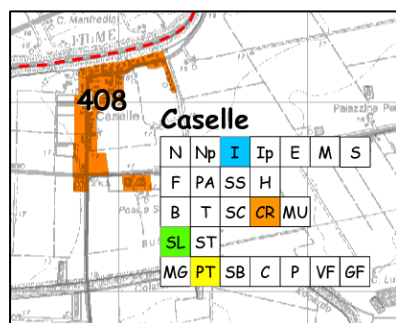 C. Manfredi
FIUME
408
Caselle
Caselle
Palazzina
N Np I Ip E M S
F PA SS H
B T SC CR MU
SL ST
MG PT SB C P VF GF